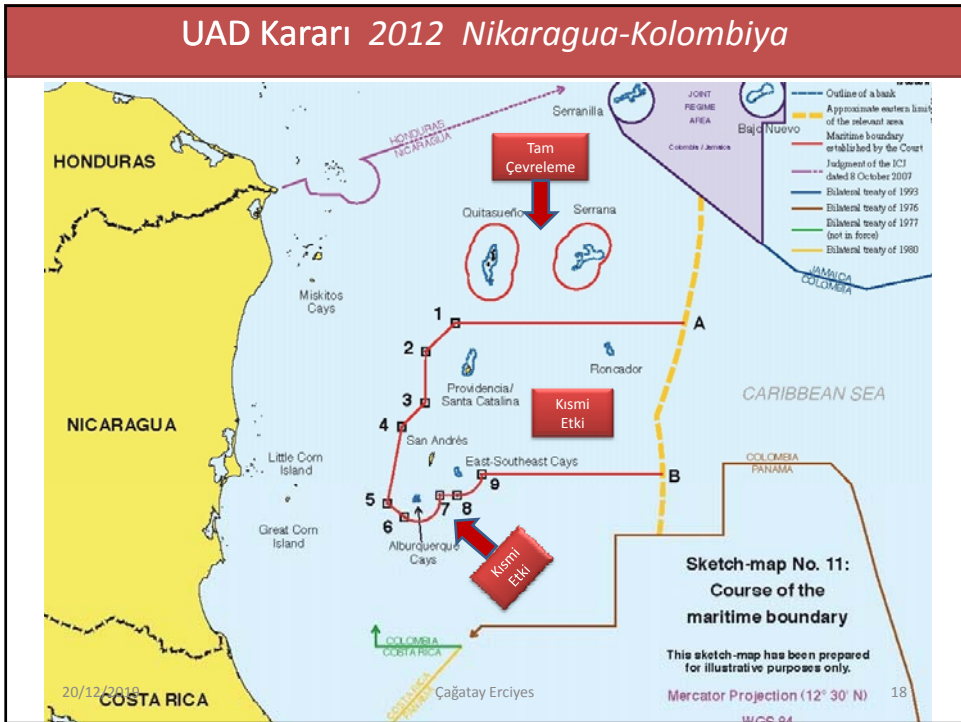 UAD Kararı 2012 Nikaragua-Kolombiya
HONDURAS
NICARAGUA
HONDURAS
Serranilla
JOINT
REGIME
AREA
Colombia / Jamaica
Bajo Nuevo
Outline of a bank
Approximate eastern limit
of the relevant area
Maritime boundary
established by the Court
Judgment of the ICJ
dated 8 October 2007
Bilateral treaty of 1993
Bilateral treaty of 1976
Bilateral treaty of 1977
(not in force)
Bilateral treaty of 1980
JAMAICA
COLOMBIA
Tam
Çevreleme
Quitasueño
Serrana
Miskitos
Cays
1
A
2
Roncador
Providencia/
Santa Catalina
3
Kısmi
Etki
CARIBBEAN SEA
4
NICARAGUA
San Andrés
Little Corn
Island
East-Southeast Cays
9
B
COLOMBIA
PANAMA
5
6
7
8
Great Corn
Island
Alburquerque
Cays
Kısmi
Etki
Sketch-map No. 11:
Course of the
maritime boundary
This sketch-map has been prepared
for illustrative purposes only.
Mercator Projection (12° 30' N)
WGS 84
COLOMBIA
COSTA RICA
COSTA RICA
PANAMA
COSTA RICA
20/12/2019
Çağatay Erciyes
18